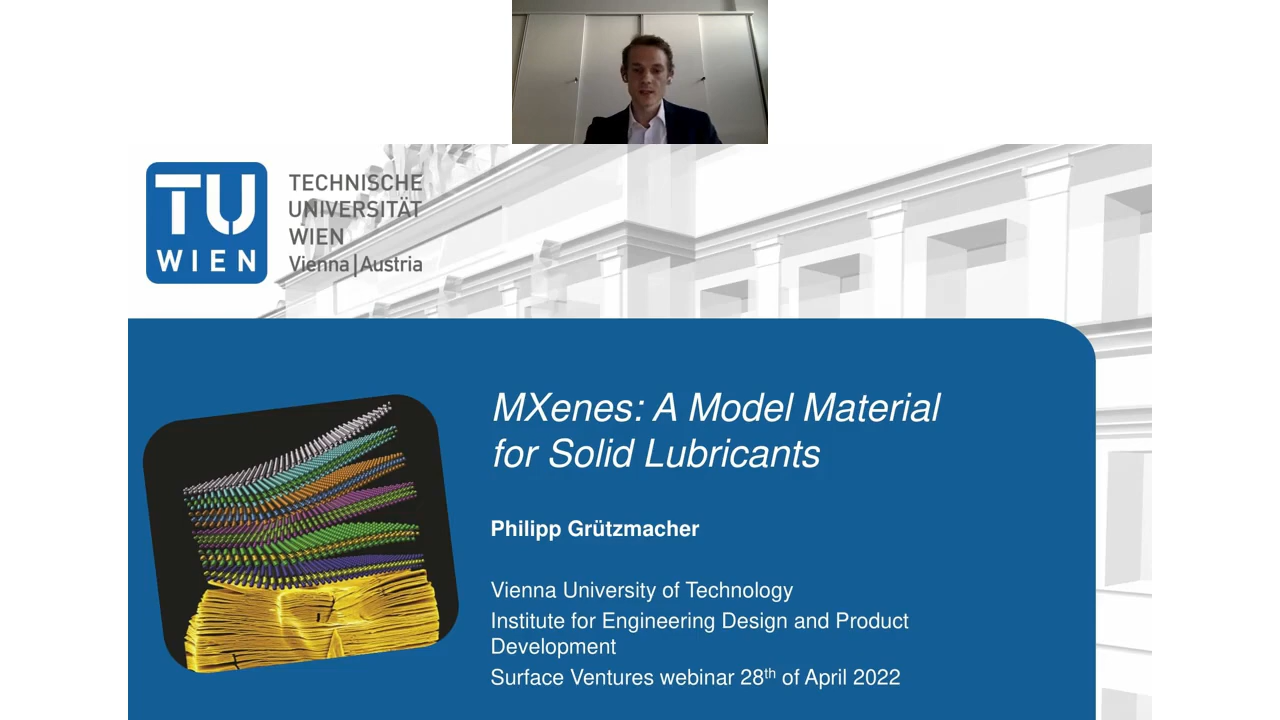 TU
WIEN
TECHNISCHE
UNIVERSITÄT
WIEN
Vienna|Austria
MXenes: A Model Material
for Solid Lubricants
Philipp Grützmacher
Vienna University of Technology
Institute for Engineering Design and Product
Development
Surface Ventures webinar 28th of April 2022